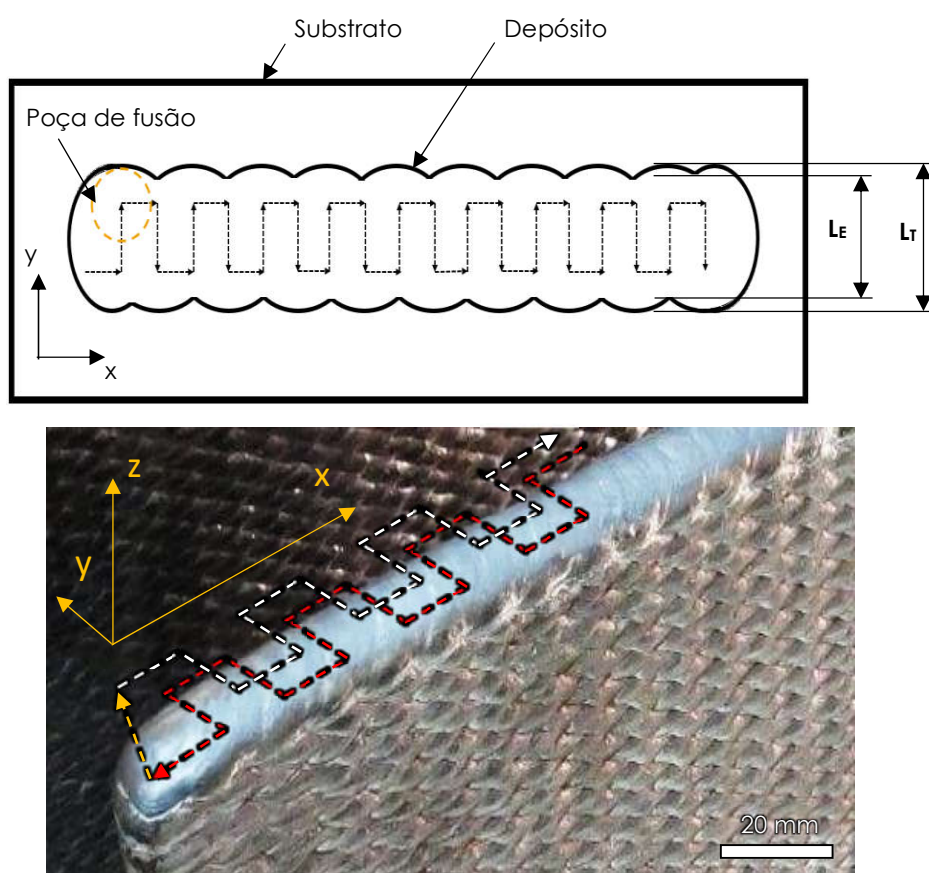 Substrato
Depósito
Poça de fusão
y
x
LE
LT
z
x
y
20 mm